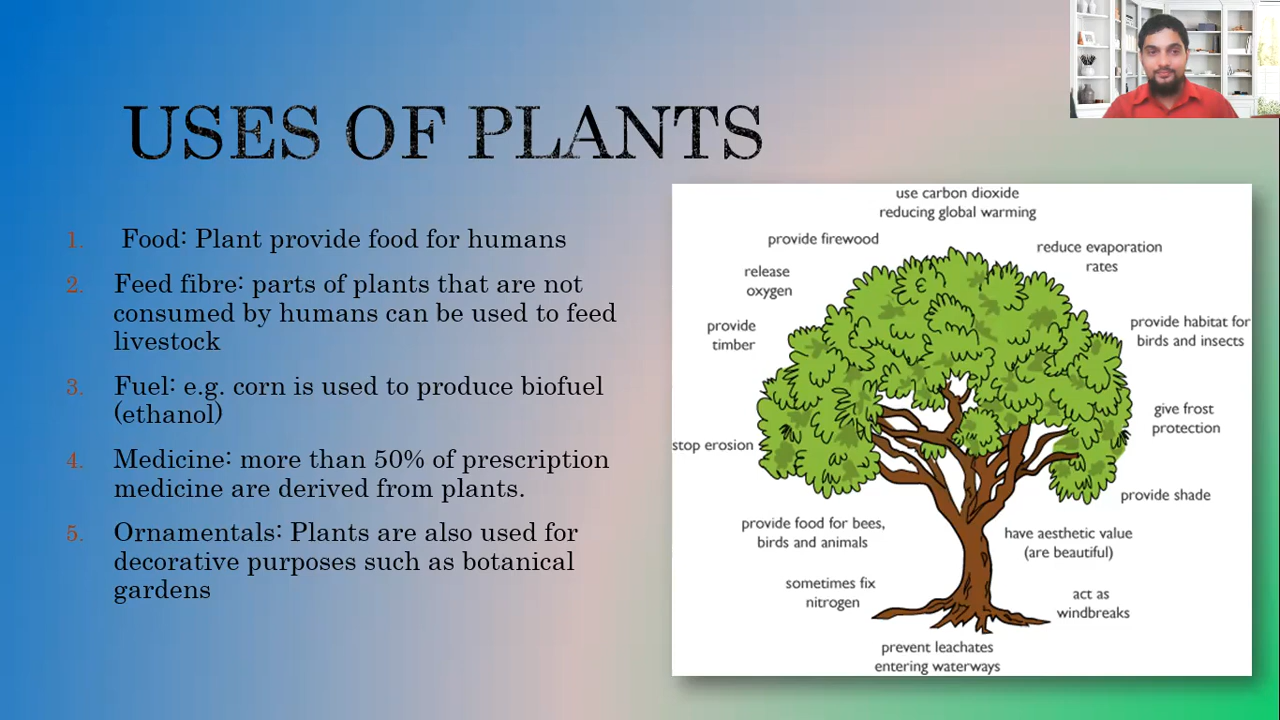 USES OF PLANTS
1. Food: Plant provide food for humans
2. Feed fibre: parts of plants that are not
consumed by humans can be used to feed
livestock
3. Fuel: e.g. corn is used to produce biofuel
(ethanol)
4. Medicine: more than 50% of prescription
medicine are derived from plants.
5. Ornamentals: Plants are also used for
decorative purposes such as botanical
gardens
use carbon dioxide
reducing global warming
provide firewood
reduce evaporation
rates
release
oxygen
provide
timber
provide habitat for
birds and insects
give frost
protection
stop erosion
provide shade
provide food for bees,
birds and animals
have aesthetic value
(are beautiful)
sometimes fix
nitrogen
act as
windbreaks
prevent leachates
entering waterways